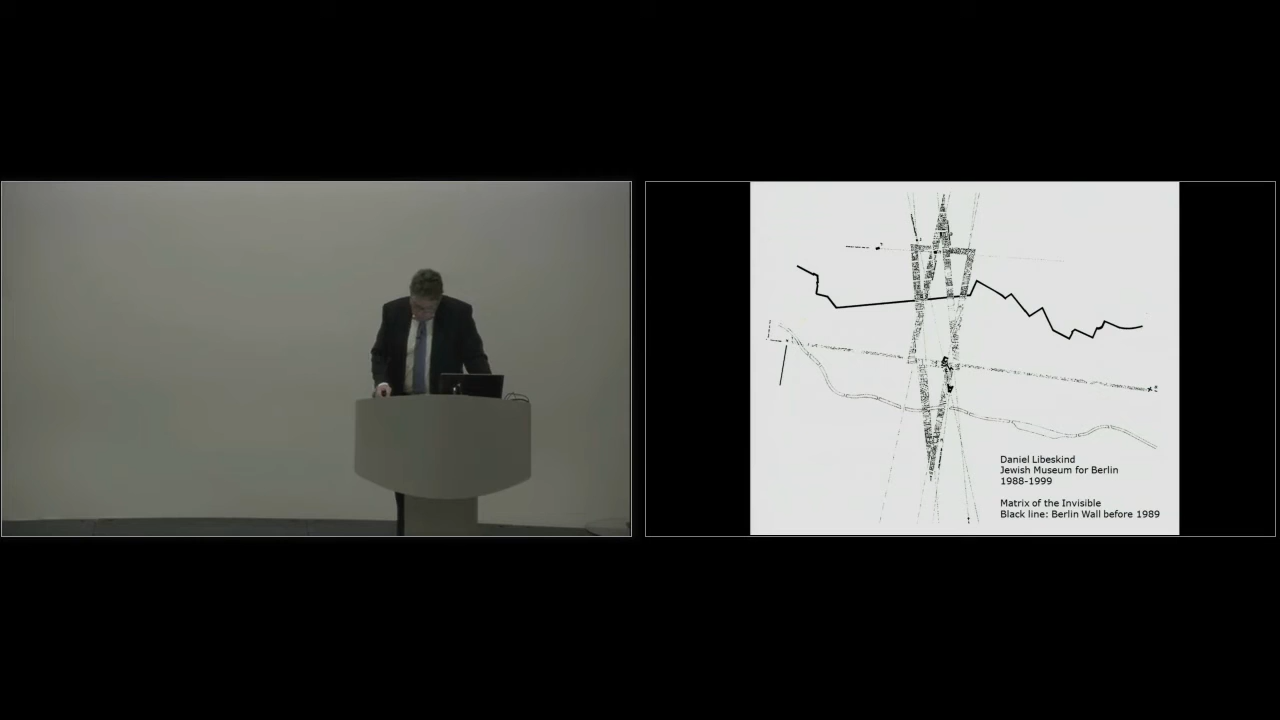 Daniel Libeskind
Jewish Museum for Berlin
1988-1999
Matrix of the Invisible
Black line: Berlin Wall before 1989